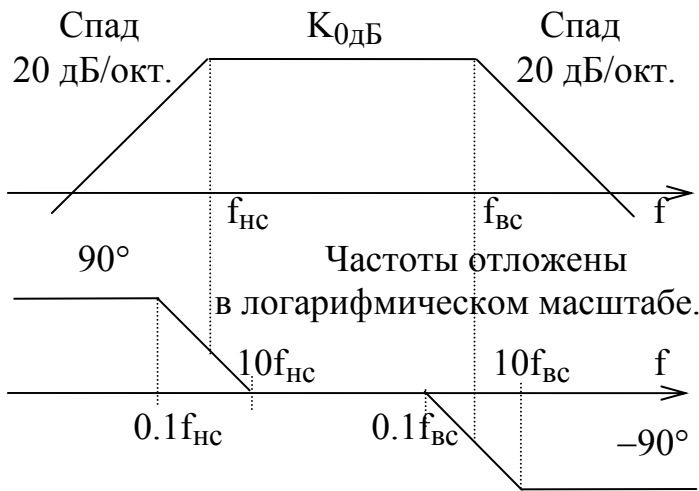 Спад
20 дБ/окт.
K0дБ
Спад
20 дБ/окт.
fнс
fвс
f
90°
Частоты отложены
в логарифмическом масштабе.
10fнс
10fвс
f
0.1fнс
0.1fвс
−90°